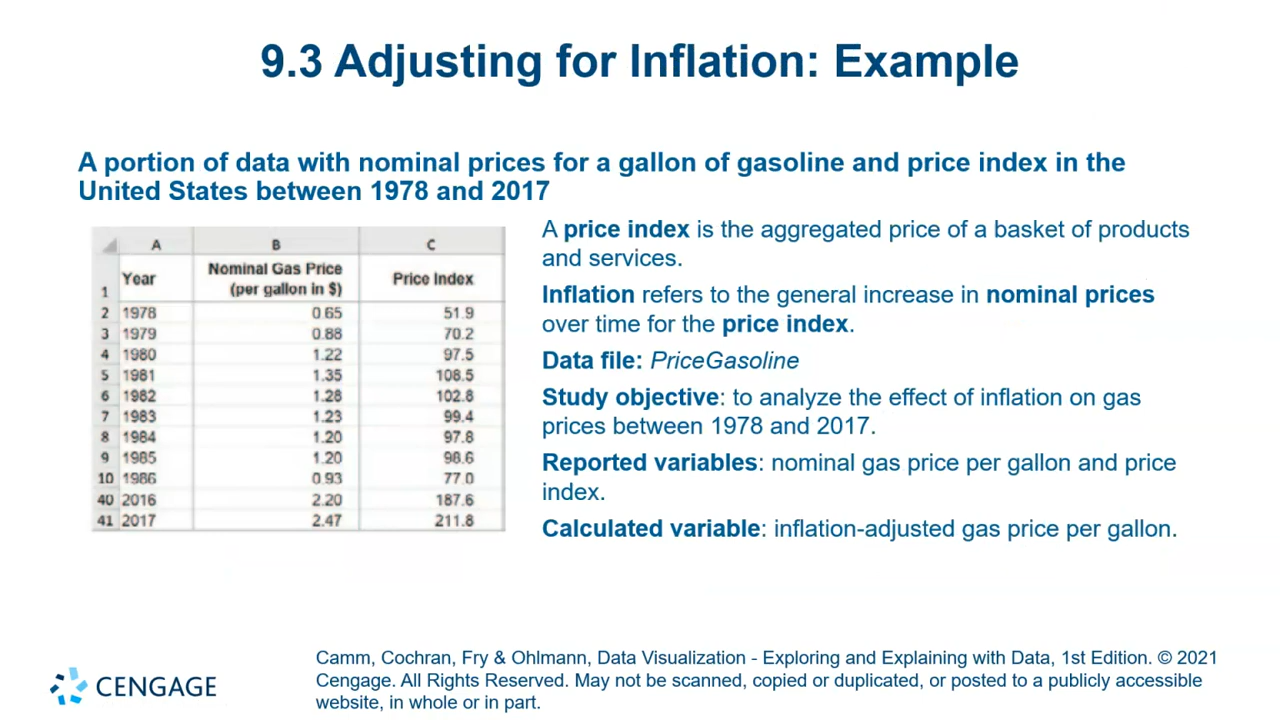 9.3 Adjusting for Inflation: Example
A portion of data with nominal prices for a gallon of gasoline and price index in the
United States between 1978 and 2017
A B C
1 Year Nominal Gas Price (per gallon in $) Price Index
2 1978 0.65 51.9
3 1979 0.88 70.2
4 1980 1.22 97.5
5 1981 1.35 108.5
6 1982 1.28 102.8
7 1983 1.23 99.4
8 1984 1.20 97.8
9 1985 1.20 98.6
10 1986 0.93 77.0
40 2016 2.20 187.6
41 2017 2.47 211.8
A price index is the aggregated price of a basket of products
and services.
Inflation refers to the general increase in nominal prices
over time for the price index.
Data file: PriceGasoline
Study objective: to analyze the effect of inflation on gas
prices between 1978 and 2017.
Reported variables: nominal gas price per gallon and price
index.
Calculated variable: inflation-adjusted gas price per gallon.
CENGAGE
Camm, Cochran, Fry & Ohlmann, Data Visualization - Exploring and Explaining with Data, 1st Edition. © 2021
Cengage. All Rights Reserved. May not be scanned, copied or duplicated, or posted to a publicly accessible
website, in whole or in part.